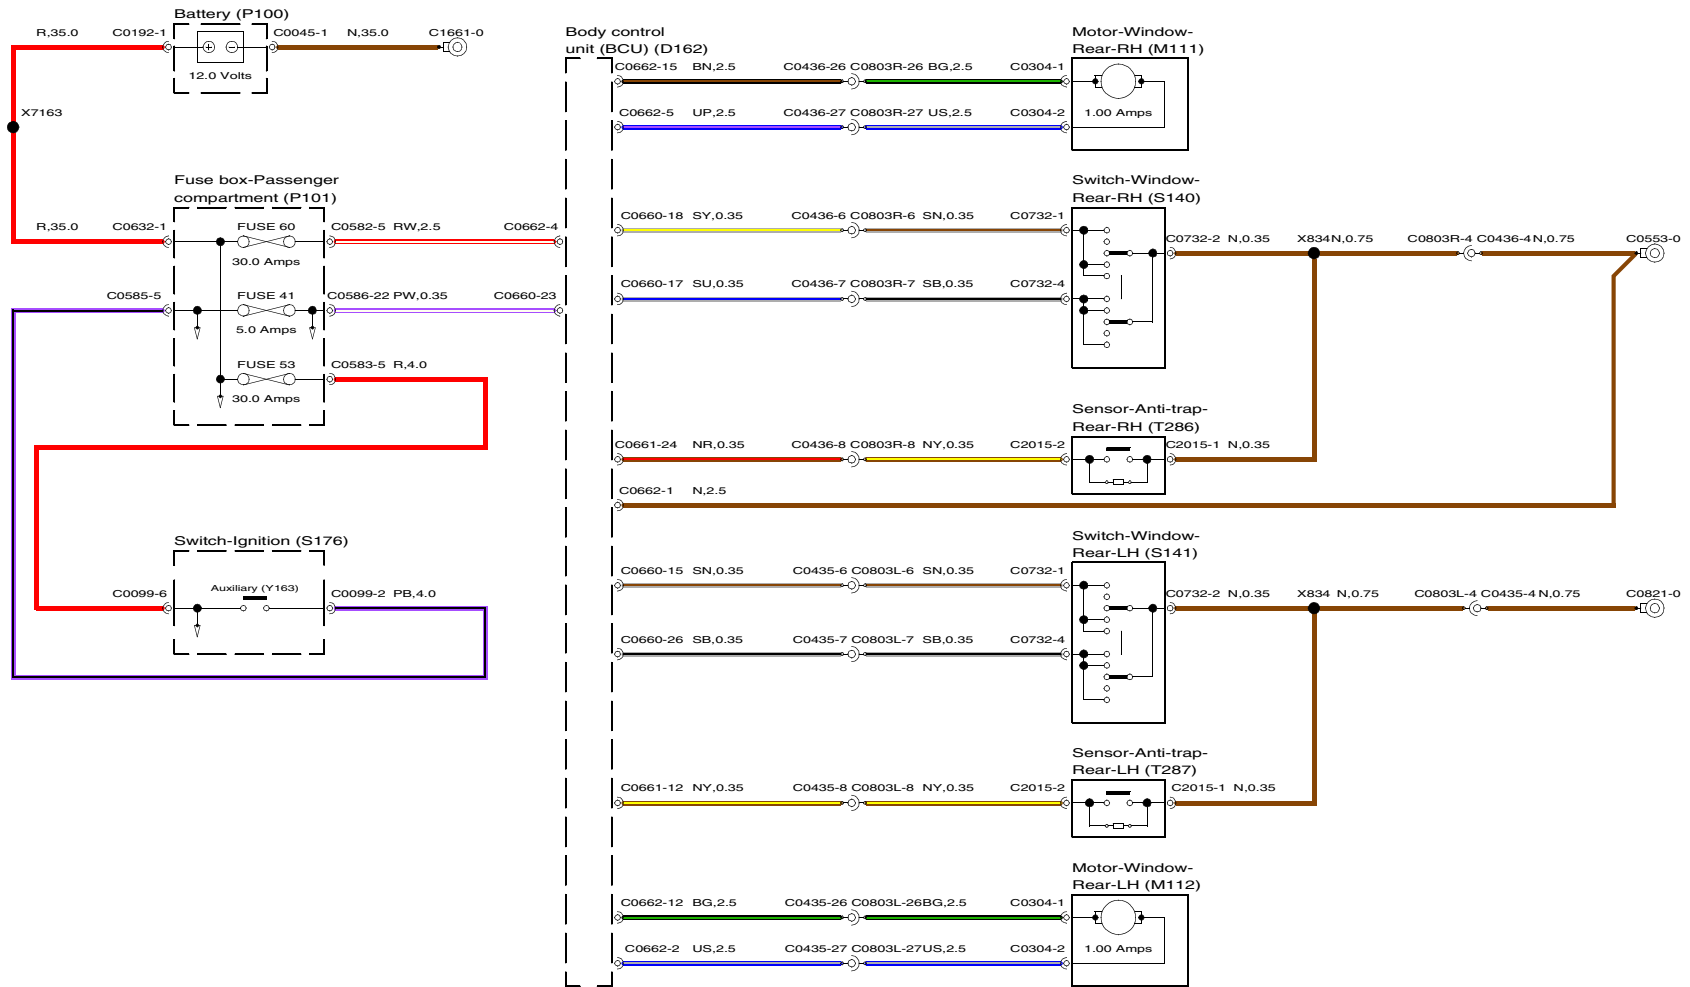 Battery (P100)
R,35.0 C0192-1 C0045-1 N,35.0 C1661-0
12.0 Volts
X7163
Fuse box-Passenger
compartment (P101)
R,35.0 C0632-1 FUSE 60 C0582-5 RW,2.5 C0662-4
30.0 Amps
C0585-5 FUSE 41 C0586-22 PW,0.35 C0660-23
5.0 Amps
FUSE 53 C0583-5 R,4.0
30.0 Amps
Switch-Ignition (S176)
C0099-6 Auxiliary (Y163) C0099-2 PB,4.0
Body control
unit (BCU) (D162)
Motor-Window-
Rear-RH (M111)
C0662-15 BN,2.5 C0436-26 C0803R-26 BG,2.5 C0304-1
C0662-5 UP,2.5 C0436-27 C0803R-27 US,2.5 C0304-2
1.00 Amps
Switch-Window-
Rear-RH (S140)
C0660-18 SY,0.35 C0436-6 C0803R-6 SN,0.35 C0732-1
C0732-2 N,0.35 X834 N,0.75 C0803R-4 C0436-4 N,0.75 C0553-0
C0660-17 SU,0.35 C0436-7 C0803R-7 SB,0.35 C0732-4
Sensor-Anti-trap-
Rear-RH (T286)
C0661-24 NR,0.35 C0436-8 C0803R-8 NY,0.35 C2015-2 C2015-1 N,0.35
C0662-1 N,2.5
Switch-Window-
Rear-LH (S141)
C0660-15 SN,0.35 C0435-6 C0803L-6 SN,0.35 C0732-1
C0732-2 N,0.35 X834 N,0.75 C0803L-4 C0435-4 N,0.75 C0821-0
C0660-26 SB,0.35 C0435-7 C0803L-7 SB,0.35 C0732-4
Sensor-Anti-trap-
Rear-LH (T287)
C0661-12 NY,0.35 C0435-8 C0803L-8 NY,0.35 C2015-2 C2015-1 N,0.35
Motor-Window-
Rear-LH (M112)
C0662-12 BG,2.5 C0435-26 C0803L-26 BG,2.5 C0304-1
C0662-2 US,2.5 C0435-27 C0803L-27 US,2.5 C0304-2
1.00 Amps